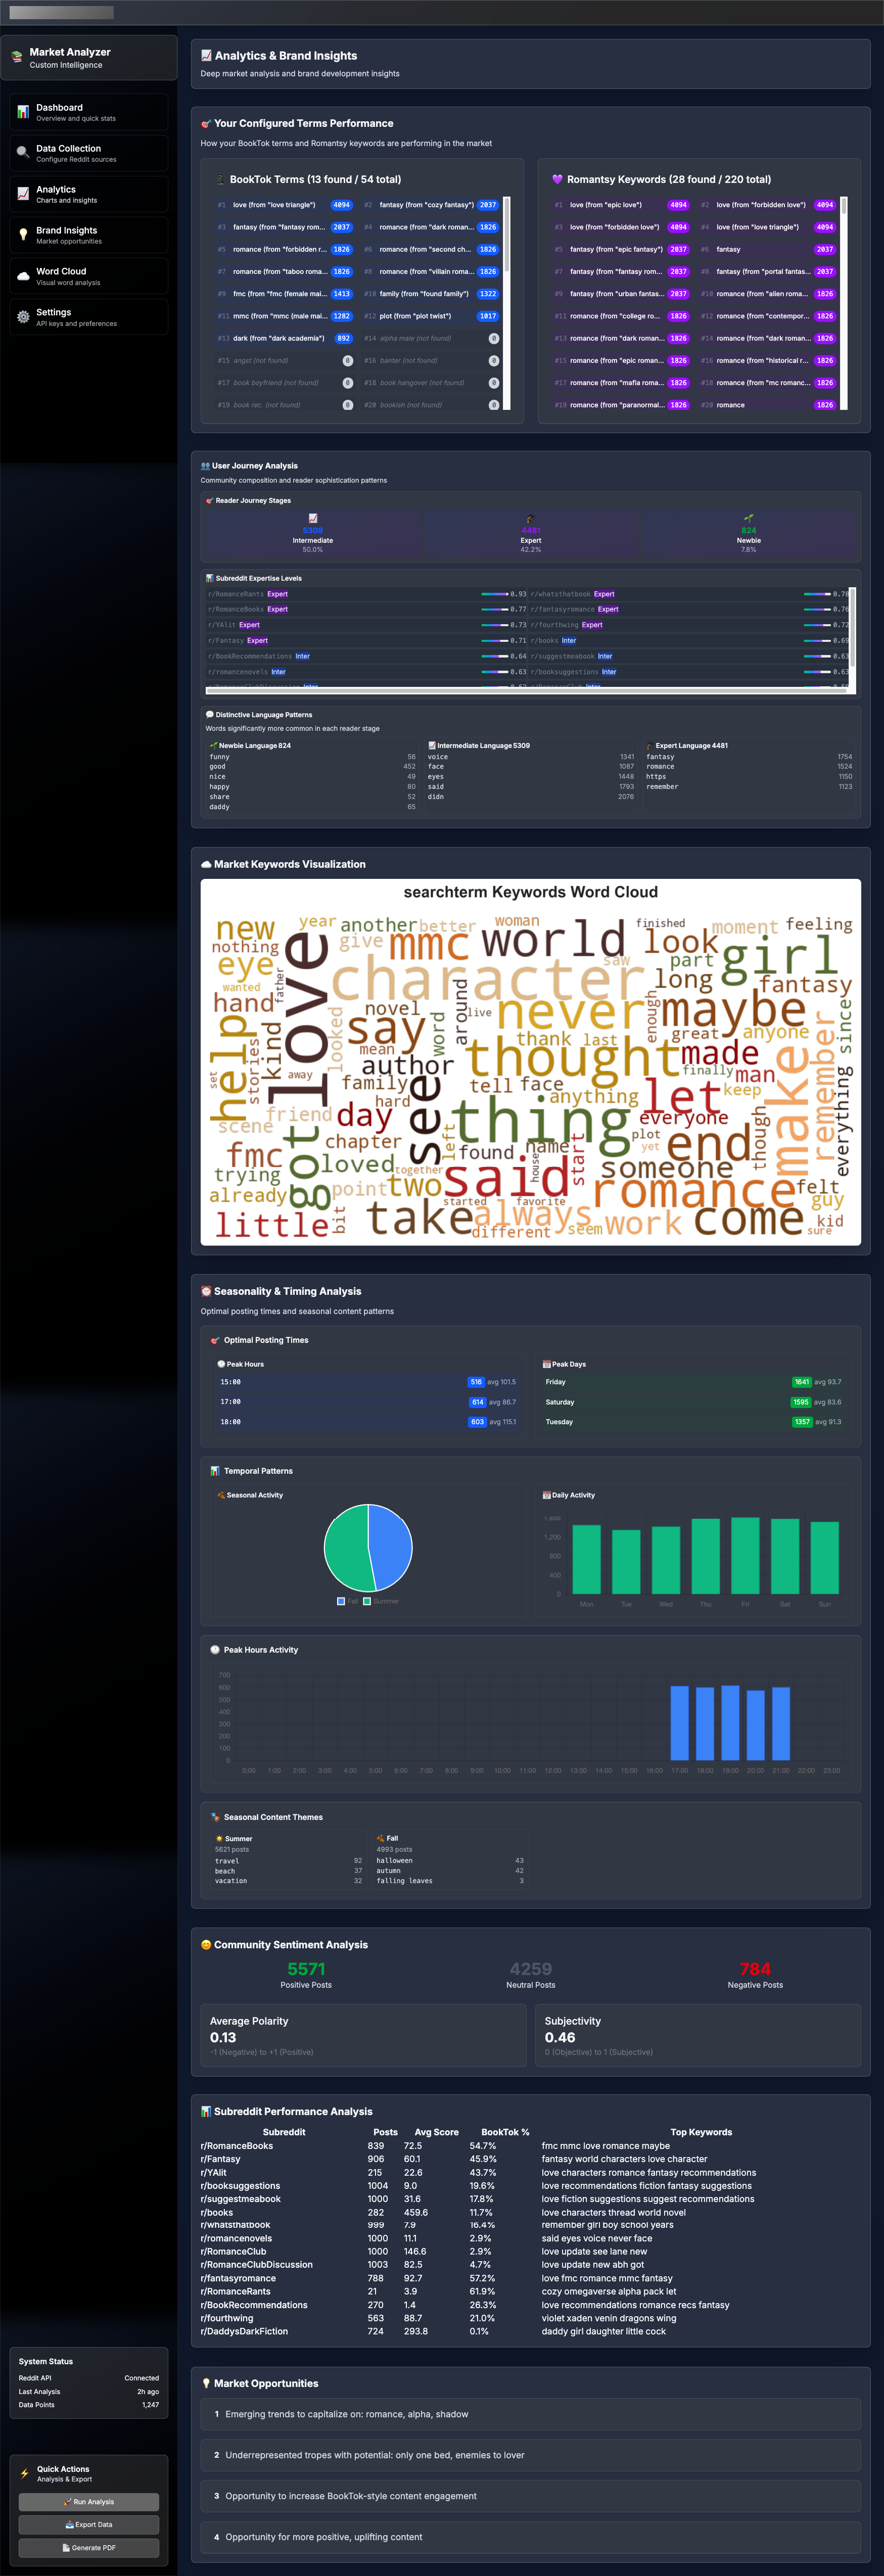 Market Analyzer
Custom Intelligence
Dashboard
Overview and quick stats
Data Collection
Configure Reddit sources
Analytics
Charts and insights
Brand Insights
Market opportunities
Word Cloud
Visual word analysis
Settings
API keys and preferences
System Status
Reddit API Connected
Last Analysis 2h ago
Data Points 1,247
Quick Actions
Analysis & Export
Run Analysis
Export Data
Generate PDF
Analytics & Brand Insights
Deep market analysis and brand development insights
Your Configured Terms Performance
How your BookTok terms and Romantsy keywords are performing in the market
BookTok Terms (13 found / 54 total)
#1 love (from "love triangle") 4094 #2 fantasy (from "cozy fantasy") 2037
#3 fantasy (from "fantasy rom... 2037 #4 romance (from "dark roman... 1826
#5 romance (from "forbidden r... 1826 #6 romance (from "second ch... 1826
#7 romance (from "taboo roma... 1826 #8 romance (from "villain roma... 1826
#9 fmc (from "fmc (female mai... 1413 #10 family (from "found family") 1322
#11 mmc (from "mmc (male mai... 1282 #12 plot (from "plot twist") 1017
#13 dark (from "dark academia") 892 #14 alpha male (not found) 0
#15 angst (not found) 0 #16 banter (not found) 0
#17 book boyfriend (not found) 0 #18 book hangover (not found) 0
#19 book rec. (not found) 0 #20 bookish (not found) 0
Romantsy Keywords (28 found / 220 total)
#1 love (from "epic love") 4094 #2 love (from "forbidden love") 4094
#3 love (from "forbidden love") 4094 #4 love (from "love triangle") 4094
#5 fantasy (from "epic fantasy") 2037 #6 fantasy 2037
#7 fantasy (from "fantasy rom... 2037 #8 fantasy (from "portal fantas... 2037
#9 fantasy (from "urban fantas... 2037 #10 romance (from "alien roma... 1826
#11 romance (from "college ro... 1826 #12 romance (from "contempor... 1826
#13 romance (from "dark roman... 1826 #14 romance (from "dark roman... 1826
#15 romance (from "epic roman... 1826 #16 romance (from "historical r... 1826
#17 romance (from "mafia roma... 1826 #18 romance (from "mc romanc... 1826
#19 romance (from "paranormal... 1826 #20 romance 1826
User Journey Analysis
Community composition and reader sophistication patterns
Reader Journey Stages
5309 4481 824
Intermediate Expert Newbie
50.0% 42.2% 7.8%
Subreddit Expertise Levels
r/RomanceRants Expert 0.93 r/whatsthatbook Expert 0.78
r/RomanceBooks Expert 0.77 r/fantasyromance Expert 0.76
r/YAlit Expert 0.73 r/fourthwing Expert 0.72
r/Fantasy Expert 0.71 r/books Inter 0.69
r/BookRecommendations Inter 0.64 r/suggestmeabook Inter 0.63
r/romancenovels Inter 0.63 r/booksuggestions Inter 0.63
Distinctive Language Patterns
Words significantly more common in each reader stage
Newbie Language 824
funny 56
good 452
nice 49
happy 80
share 52
daddy 65
Intermediate Language 5309
voice 1341
face 1087
eyes 1448
said 1793
didn 2076
Expert Language 4481
fantasy 1754
romance 1524
https 1150
remember 1123
Market Keywords Visualization
searchterm Keywords Word Cloud
new year another better woman finished moment feeling
nothing give mmc world look part girl
eye father love character saw long fantasy
wanted hand looked novel around live never enough maybe
help stories kind say word thank last great anyone since
set away mean author thought made finally man
family hard tell face anything let keep make remember everything
scene friend day see thing everyone
fmc got chapter left found name plot yet end though
trying loved together house start someone felt
already point two said started favorite romance guy
little bit take always different seem work come kid sure
Seasonality & Timing Analysis
Optimal posting times and seasonal content patterns
Optimal Posting Times
Peak Hours
15:00 516 avg 101.5
17:00 614 avg 86.7
18:00 603 avg 115.1
Peak Days
Friday 1641 avg 93.7
Saturday 1595 avg 83.6
Tuesday 1357 avg 91.3
Temporal Patterns
Seasonal Activity
Fall Summer
Daily Activity
1,600
1,200
800
400
0
Mon Tue Wed Thu Fri Sat Sun
Peak Hours Activity
700
600
500
400
300
200
100
0
0:00 1:00 2:00 3:00 4:00 5:00 6:00 7:00 8:00 9:00 10:00 11:00 12:00 13:00 14:00 15:00 16:00 17:00 18:00 19:00 20:00 21:00 22:00 23:00
Seasonal Content Themes
Summer
5621 posts
travel 92
beach 37
vacation 32
Fall
4993 posts
halloween 43
autumn 42
falling leaves 3
Community Sentiment Analysis
5571 4259 784
Positive Posts Neutral Posts Negative Posts
Average Polarity
0.13
-1 (Negative) to +1 (Positive)
Subjectivity
0.46
0 (Objective) to 1 (Subjective)
Subreddit Performance Analysis
Subreddit Posts Avg Score BookTok % Top Keywords
r/RomanceBooks 839 72.5 54.7% fmc mmc love romance maybe
r/Fantasy 906 60.1 45.9% fantasy world characters love character
r/YAlit 215 22.6 43.7% love characters romance fantasy recommendations
r/booksuggestions 1004 9.0 19.6% love recommendations fiction fantasy suggestions
r/suggestmeabook 1000 31.6 17.8% love fiction suggestions suggest recommendations
r/books 282 459.6 11.7% love characters thread world novel
r/whatsthatbook 999 7.9 16.4% remember girl boy school years
r/romancenovels 1000 11.1 2.9% said eyes voice never face
r/RomanceClub 1000 146.6 2.9% love update see lane new
r/RomanceClubDiscussion 1003 82.5 4.7% love update new abh got
r/fantasyromance 788 92.7 57.2% love fmc romance mmc fantasy
r/RomanceRants 21 3.9 61.9% cozy omegaverse alpha pack let
r/BookRecommendations 270 1.4 26.3% love recommendations romance recs fantasy
r/fourthwing 563 88.7 21.0% violet xaden venin dragons wing
r/DaddysDarkFiction 724 293.8 0.1% daddy girl daughter little cock
Market Opportunities
1 Emerging trends to capitalize on: romance, alpha, shadow
2 Underrepresented tropes with potential: only one bed, enemies to lover
3 Opportunity to increase BookTok-style content engagement
4 Opportunity for more positive, uplifting content